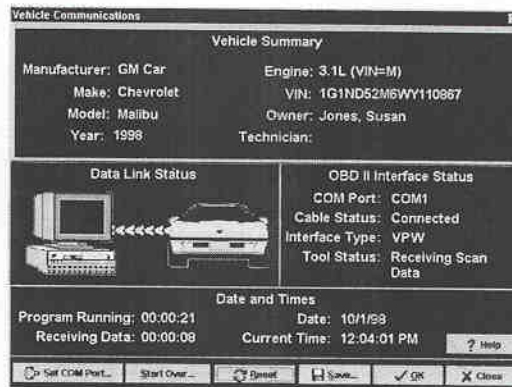 Vehicle Communications
Vehicle Summary
Manufacturer: GM Car
Engine: 3.1L (VIN=M)
Make: Chevrolet
VIN: 1G1ND52M6WY110867
Model: Malibu
Owner: Jones, Susan
Year: 1998
Technician:
Data Link Status
OBD II Interface Status
COM Port: COM1
Cable Status: Connected
Interface Type: VPW
Tool Status: Receiving Scan
Data
Date and Times
Program Running: 00:00:21
Date: 10/1/98
Receiving Data: 00:00:08
Current Time: 12:04:01 PM
? Help
Set COM Port...
Start Over...
Reset
Save...
OK
X Close